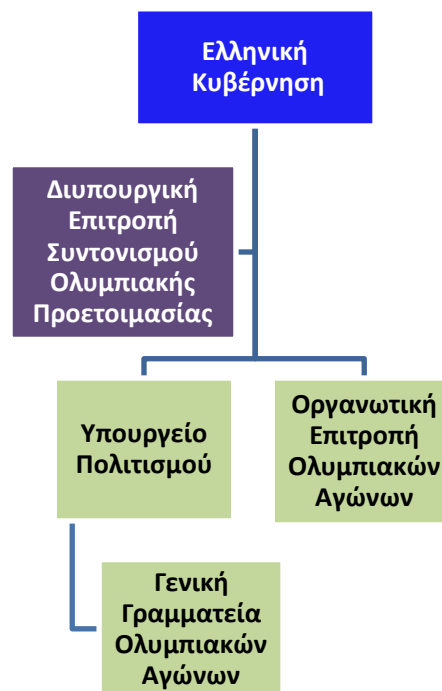 Ελληνική
Κυβέρνηση
Διυπουργική
Επιτροπή
Συντονισμού
Ολυμπιακής
Προετοιμασίας
Υπουργείο
Πολιτισμού
Οργανωτική
Επιτροπή
Ολυμπιακών
Αγώνων
Γενική
Γραμματεία
Ολυμπιακών
Αγώνων